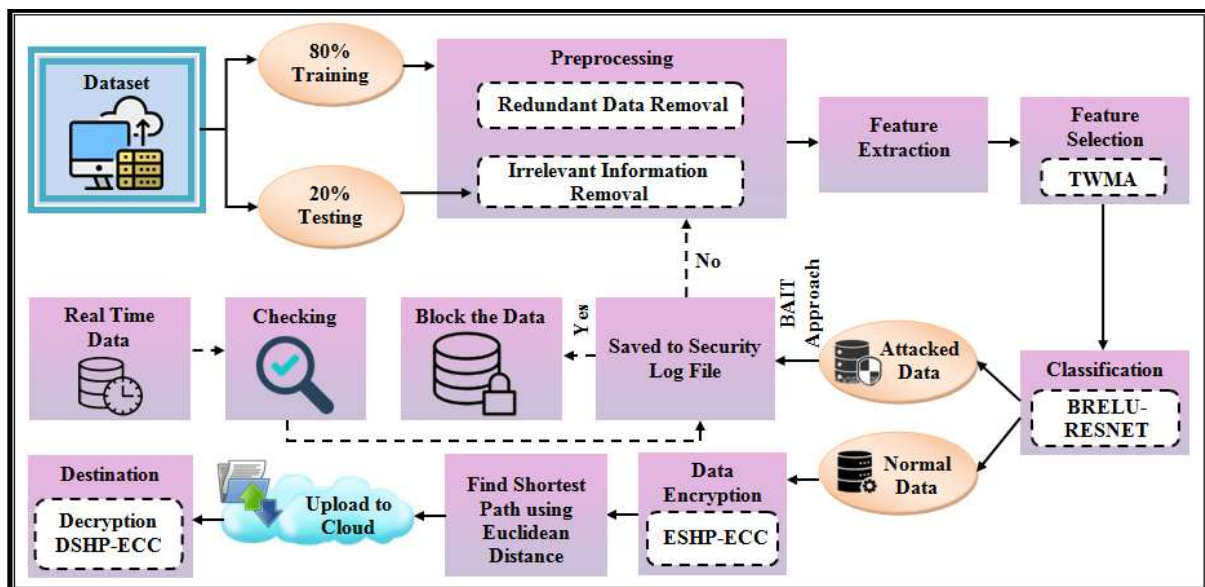 Dataset
80%
Training
20%
Testing
Preprocessing
Redundant Data Removal
Irrelevant Information
Removal
Feature
Extraction
Feature
Selection
TWMA
No
Real Time
Data
Checking
Block the Data
Yes
Saved to Security
Log File
BAIT
Approach
Attacked
Data
Classification
BRELU-
RESNET
Normal
Data
Data
Encryption
ESHP-ECC
Find Shortest
Path using
Euclidean
Distance
Upload to
Cloud
Destination
Decryption
DSHP-ECC